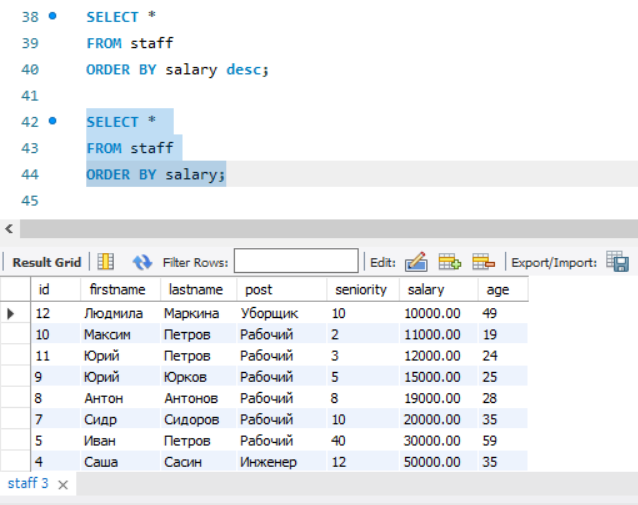 38 SELECT *
39 FROM staff
40 ORDER BY salary desc;
41
42 SELECT *
43 FROM staff
44 ORDER BY salary;
45
Result Grid Filter Rows: Edit: Export/Import:
id firstname lastname post seniority salary age
12 Людмила Маркина Уборщик 10 10000.00 49
10 Максим Петров Рабочий 2 11000.00 19
11 Юрий Петров Рабочий 3 12000.00 24
9 Юрий Юрков Рабочий 5 15000.00 25
8 Антон Антонов Рабочий 8 19000.00 28
7 Сидр Сидоров Рабочий 10 20000.00 35
5 Иван Петров Рабочий 40 30000.00 59
4 Саша Сасин Инженер 12 50000.00 35
staff 3